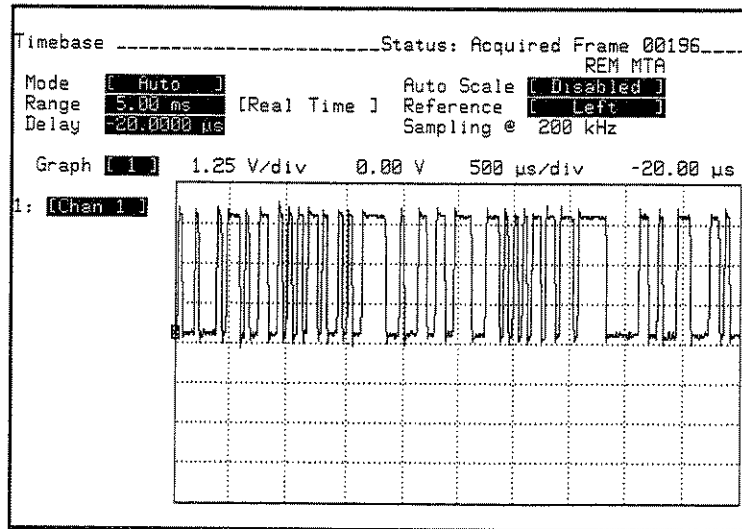 Timebase _______________________Status: Acquired Frame 00196____
REM MTA
Mode [ Auto ] Auto Scale [ Disabled ]
Range 5.00 ms [Real Time ] Reference [ Left ]
Delay -20.0000 µs Sampling @ 200 kHz
Graph [ 1 ] 1.25 V/div 0.00 V 500 µs/div -20.00 µs
1: [Chan 1 ]